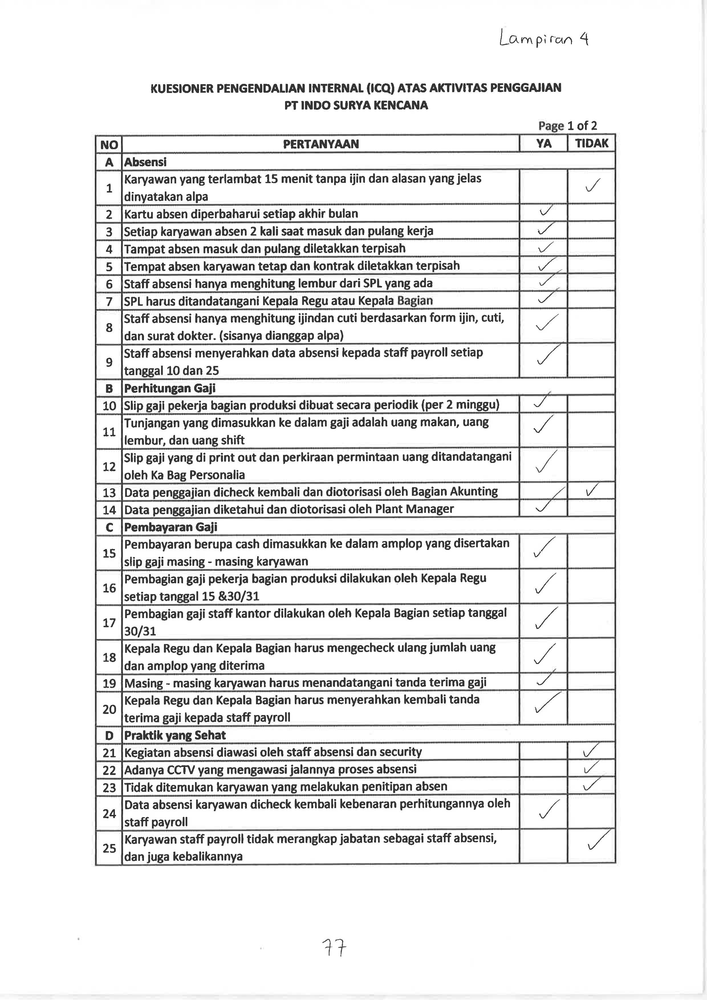 Lampiran 4
KUESIONER PENGENDALIAN INTERNAL (ICQ) ATAS AKTIVITAS PENGGAJIAN
PT INDO SURYA KENCANA
Page 1 of 2
NO PERTANYAAN YA TIDAK
A Absensi
1 Karyawan yang terlambat 15 menit tanpa ijin dan alasan yang jelas
dinyatakan alpa ✓
2 Kartu absen diperbaharui setiap akhir bulan ✓
3 Setiap karyawan absen 2 kali saat masuk dan pulang kerja ✓
4 Tampat absen masuk dan pulang diletakkan terpisah ✓
5 Tempat absen karyawan tetap dan kontrak diletakkan terpisah ✓
6 Staff absensi hanya menghitung lembur dari SPL yang ada ✓
7 SPL harus ditandatangani Kepala Regu atau Kepala Bagian ✓
8 Staff absensi hanya menghitung ijindan cuti berdasarkan form ijin, cuti,
dan surat dokter. (sisanya dianggap alpa) ✓
9 Staff absensi menyerahkan data absensi kepada staff payroll setiap
tanggal 10 dan 25 ✓
B Perhitungan Gaji
10 Slip gaji pekerja bagian produksi dibuat secara periodik (per 2 minggu) ✓
11 Tunjangan yang dimasukkan ke dalam gaji adalah uang makan, uang
lembur, dan uang shift ✓
12 Slip gaji yang di print out dan perkiraan permintaan uang ditandatangani
oleh Ka Bag Personalia ✓
13 Data penggajian dicheck kembali dan diotorisasi oleh Bagian Akunting ✓
14 Data penggajian diketahui dan diotorisasi oleh Plant Manager ✓
C Pembayaran Gaji
15 Pembayaran berupa cash dimasukkan ke dalam amplop yang disertakan
slip gaji masing - masing karyawan ✓
16 Pembagian gaji pekerja bagian produksi dilakukan oleh Kepala Regu
setiap tanggal 15 &30/31 ✓
17 Pembagian gaji staff kantor dilakukan oleh Kepala Bagian setiap tanggal
30/31 ✓
18 Kepala Regu dan Kepala Bagian harus mengecheck ulang jumlah uang
dan amplop yang diterima ✓
19 Masing - masing karyawan harus menandatangani tanda terima gaji ✓
20 Kepala Regu dan Kepala Bagian harus menyerahkan kembali tanda
terima gaji kepada staff payroll ✓
D Praktik yang Sehat
21 Kegiatan absensi diawasi oleh staff absensi dan security ✓
22 Adanya CCTV yang mengawasi jalannya proses absensi ✓
23 Tidak ditemukan karyawan yang melakukan penitipan absen ✓
24 Data absensi karyawan dicheck kembali kebenaran perhitungannya oleh
staff payroll ✓
25 Karyawan staff payroll tidak merangkap jabatan sebagai staff absensi,
dan juga kebalikannya ✓
77